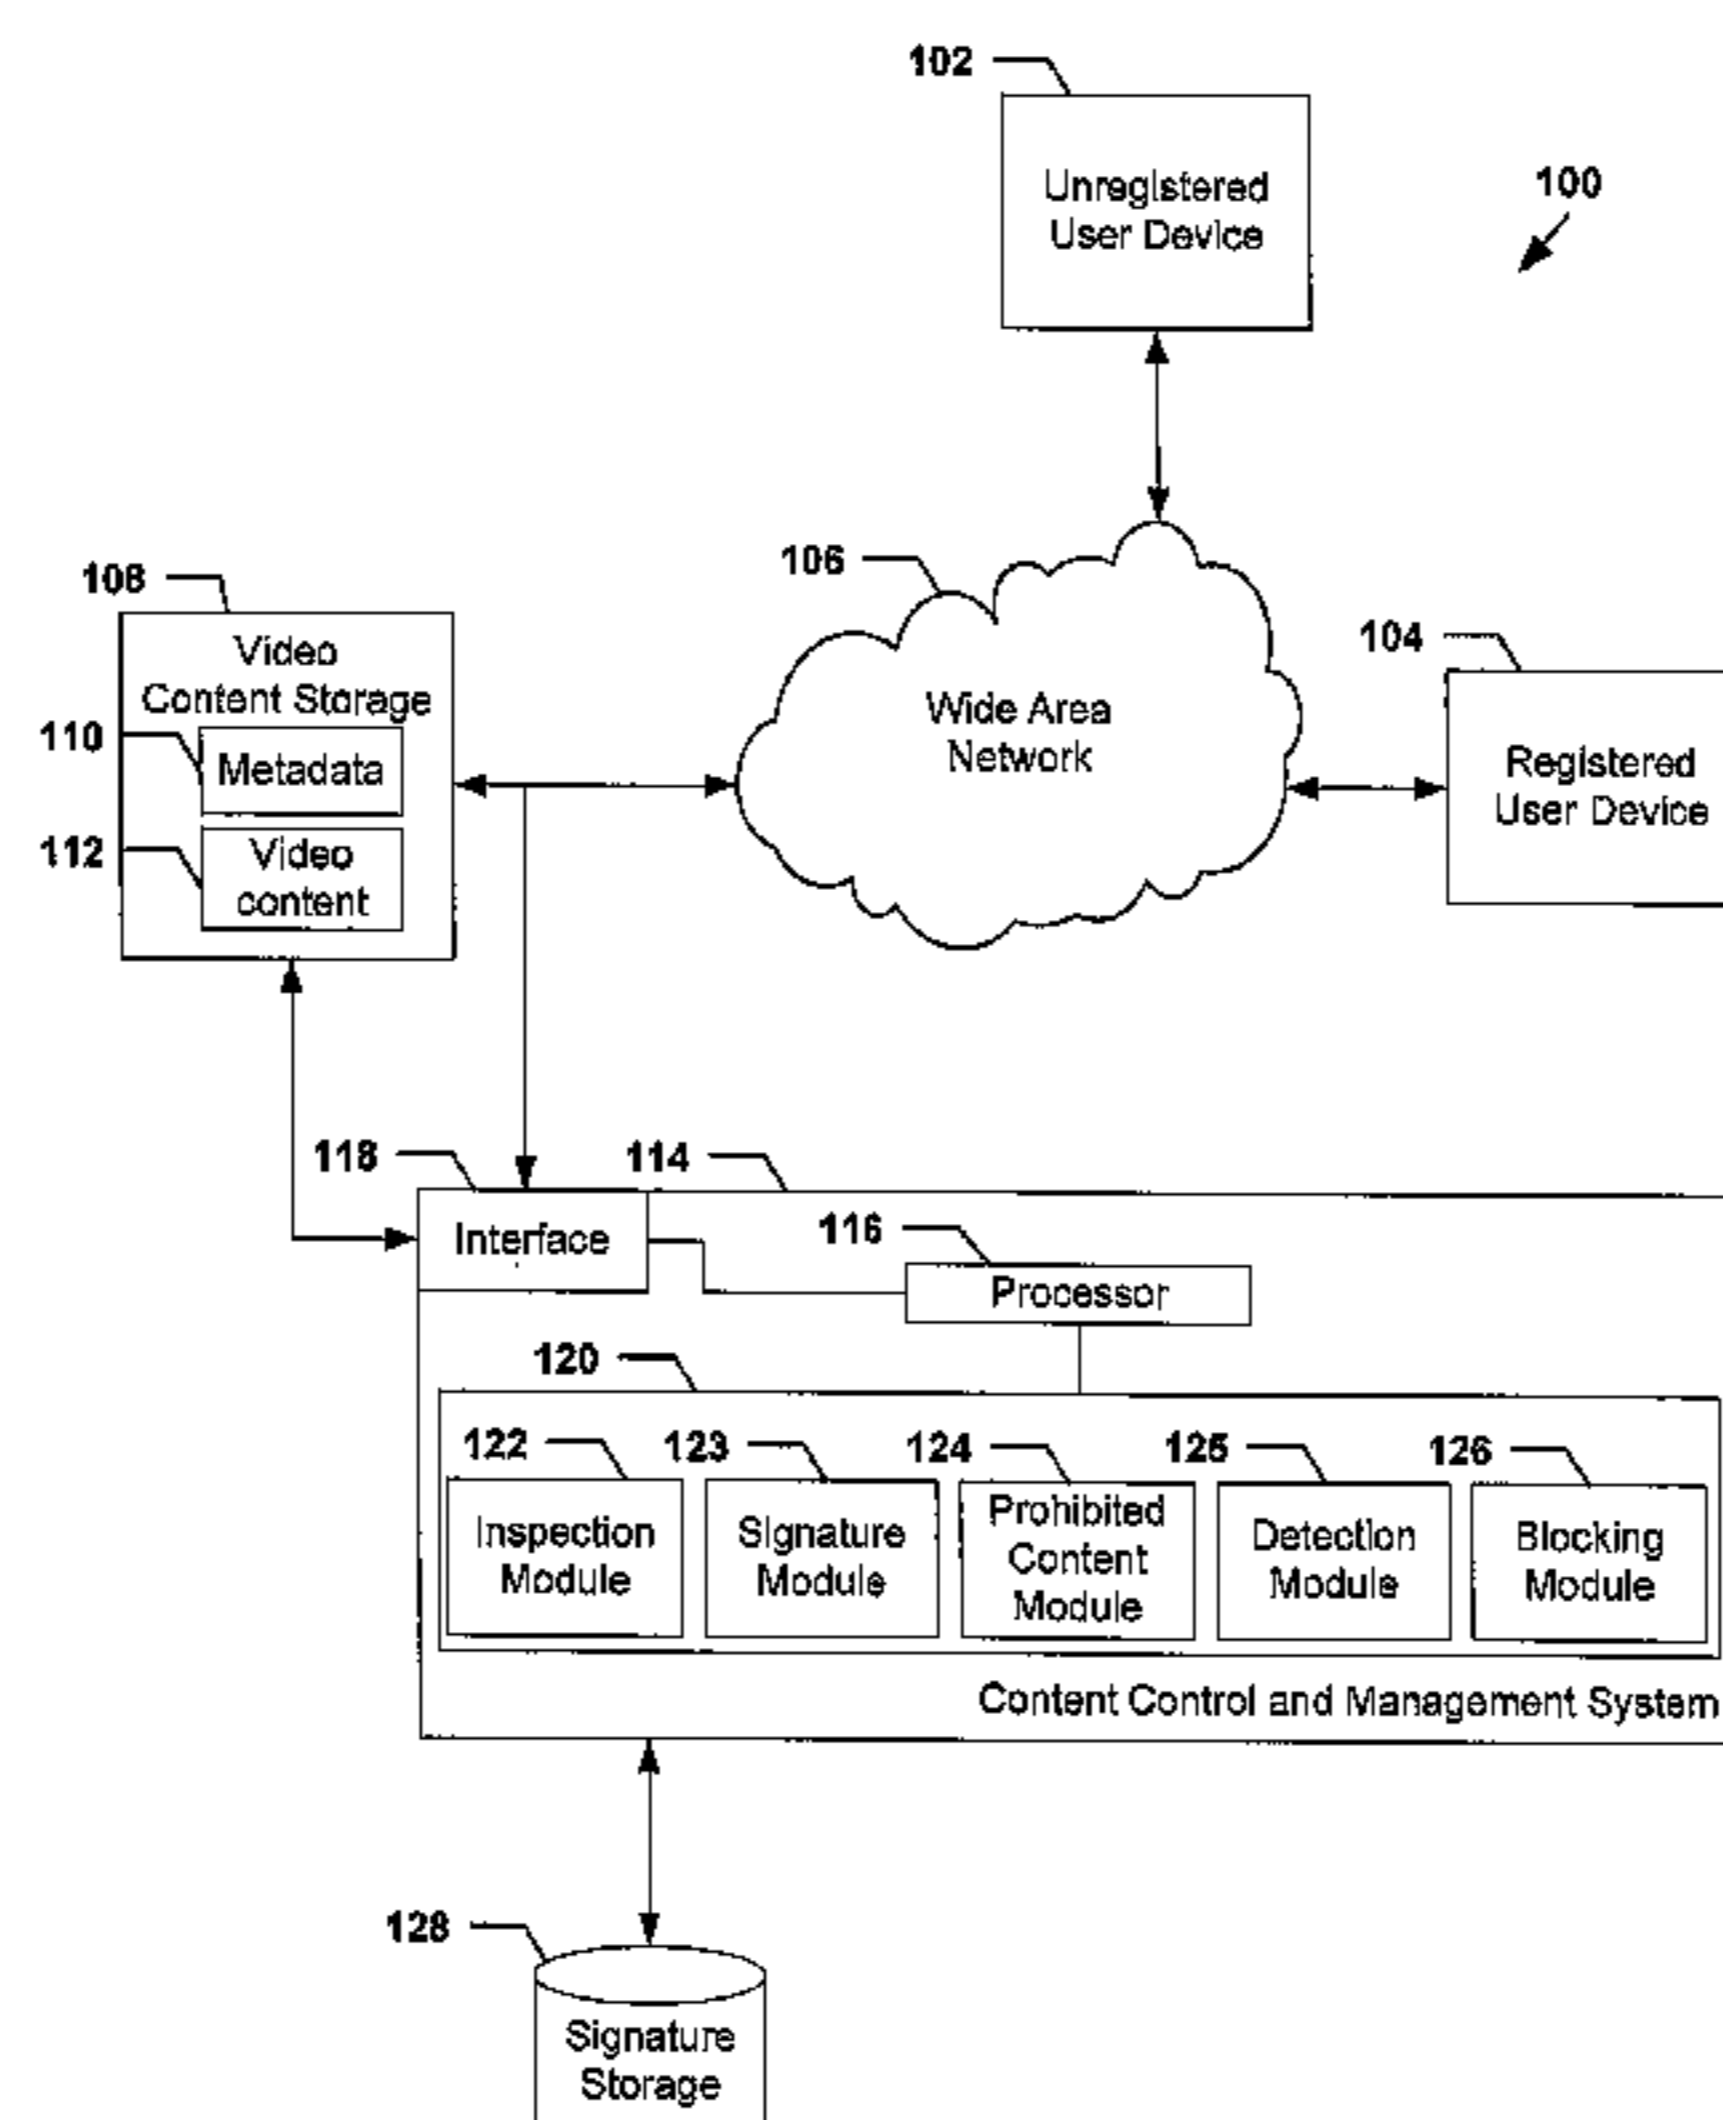 102
Unregistered
User Device
100
106
108
Video
Content Storage
110
Metadata
112
Video
content
Wide Area
Network
104
Registered
User Device
118
Interface
114
116
Processor
120
122
Inspection
Module
123
Signature
Module
124
Prohibited
Content
Module
125
Detection
Module
126
Blocking
Module
Content Control and Management System
128
Signature
Storage